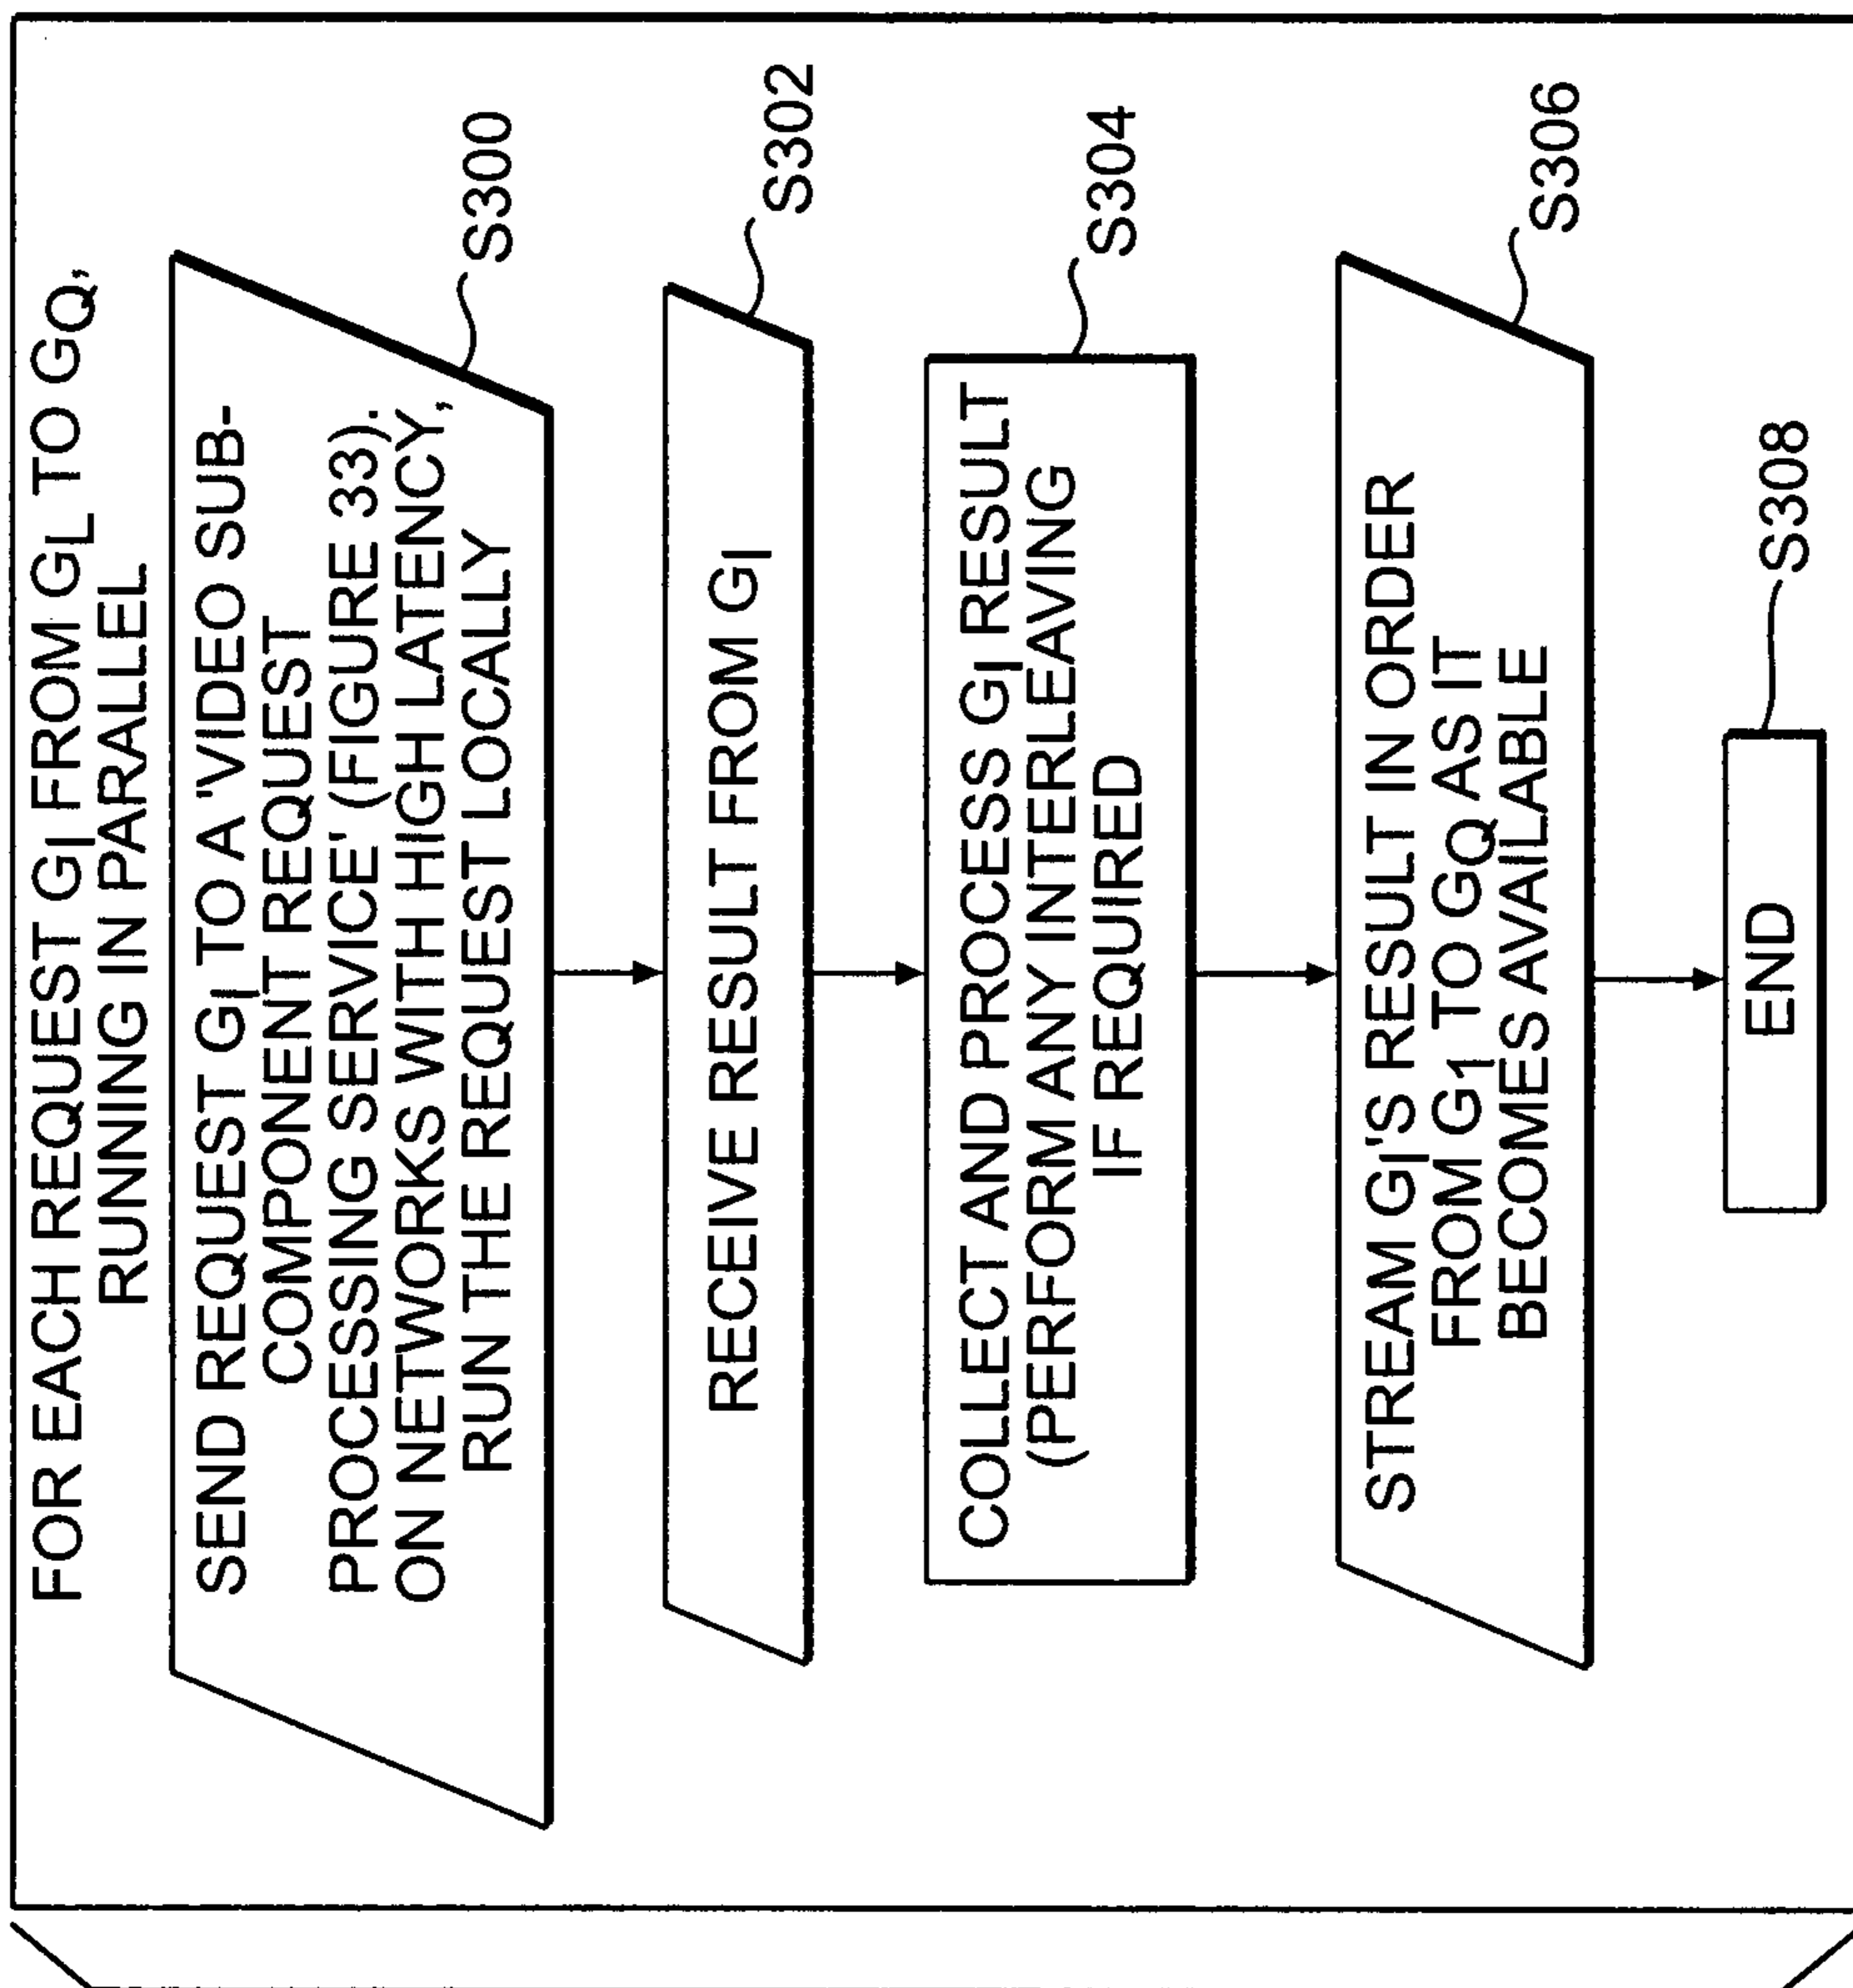 FOR EACH REQUEST GI FROM GL TO GQ,
RUNNING IN PARALLEL
SEND REQUEST GI TO A 'VIDEO SUB-
COMPONENT REQUEST
PROCESSING SERVICE' (FIGURE 33).
ON NETWORKS WITH HIGH LATENCY,
RUN THE REQUEST LOCALLY
S300
RECEIVE RESULT FROM GI
S302
COLLECT AND PROCESS GI RESULT
(PERFORM ANY INTERLEAVING
IF REQUIRED
S304
STREAM GI'S RESULT IN ORDER
FROM G1 TO GQ AS IT
BECOMES AVAILABLE
S306
END
S308